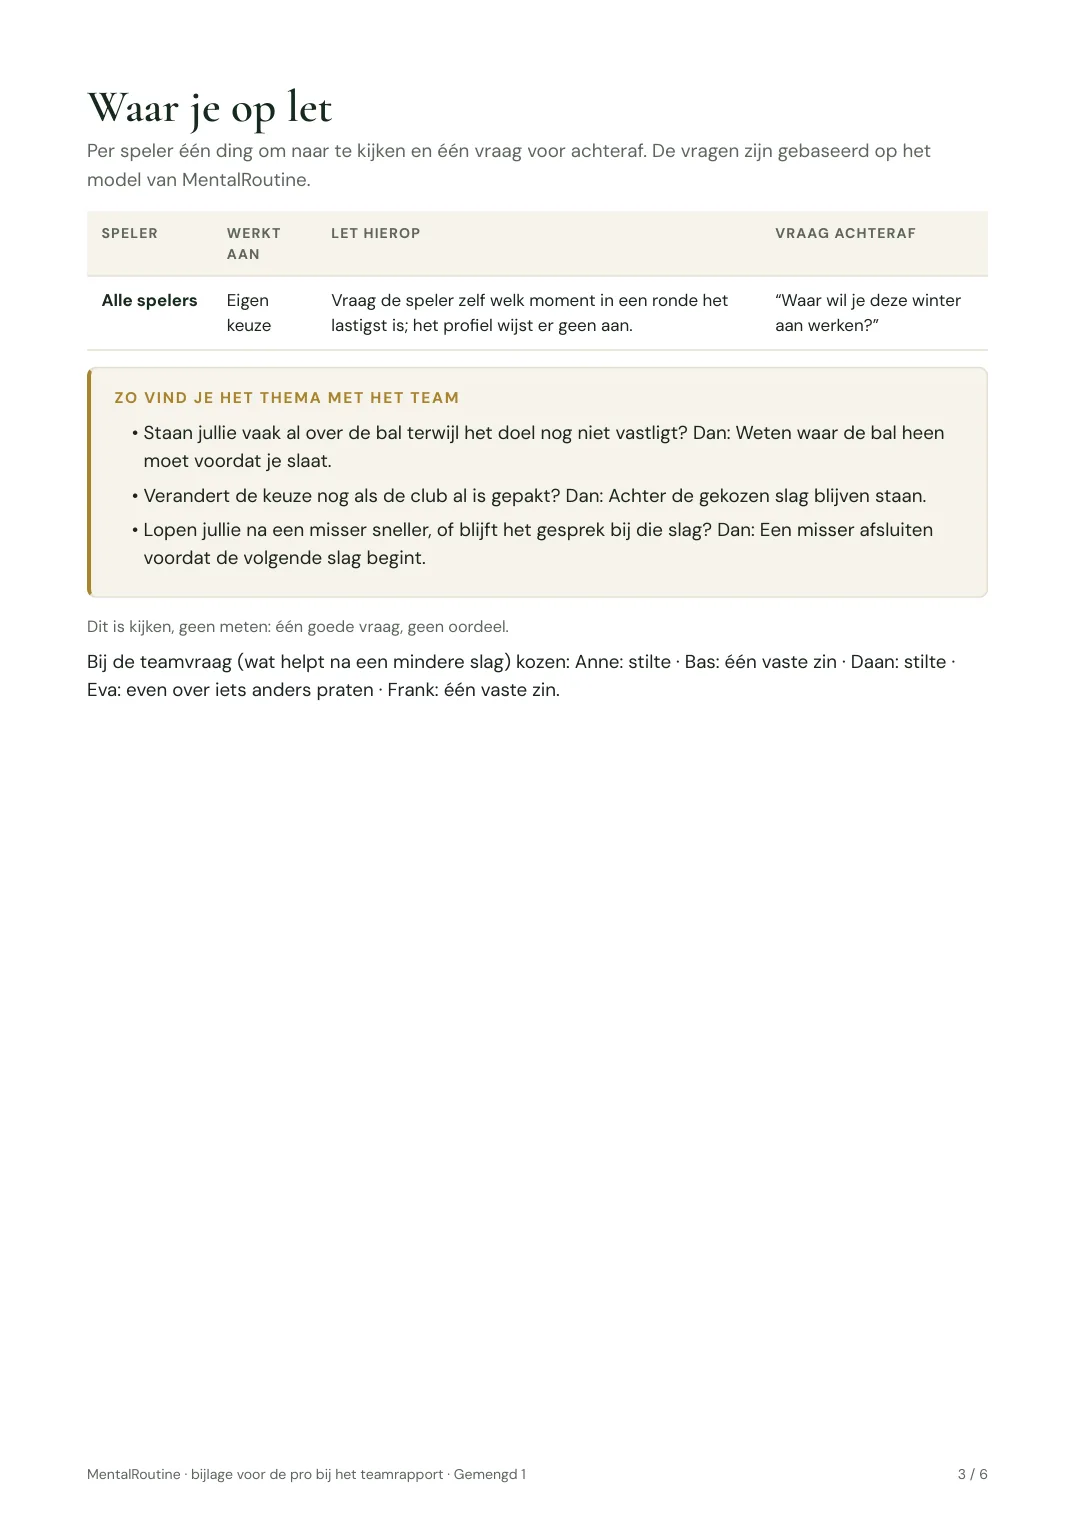 Waar je op let
Per speler één ding om naar te kijken en één vraag voor achteraf. De vragen zijn gebaseerd op het
model van MentalRoutine.
SPELER WERKT AAN LET HIEROP VRAAG ACHTERAF
Alle spelers
Eigen
keuze
Vraag de speler zelf welk moment in een ronde het
lastigst is; het profiel wijst er geen aan.
“Waar wil je deze winter
aan werken?”
ZO VIND JE HET THEMA MET HET TEAM
• Staan jullie vaak al over de bal terwijl het doel nog niet vastligt? Dan: Weten waar de bal heen
moet voordat je slaat.
• Verandert de keuze nog als de club al is gepakt? Dan: Achter de gekozen slag blijven staan.
• Lopen jullie na een misser sneller, of blijft het gesprek bij die slag? Dan: Een misser afsluiten
voordat de volgende slag begint.
Dit is kijken, geen meten: één goede vraag, geen oordeel.
Bij de teamvraag (wat helpt na een mindere slag) kozen: Anne: stilte · Bas: één vaste zin · Daan: stilte ·
Eva: even over iets anders praten · Frank: één vaste zin.
MentalRoutine · bijlage voor de pro bij het teamrapport · Gemengd 1
3 / 6